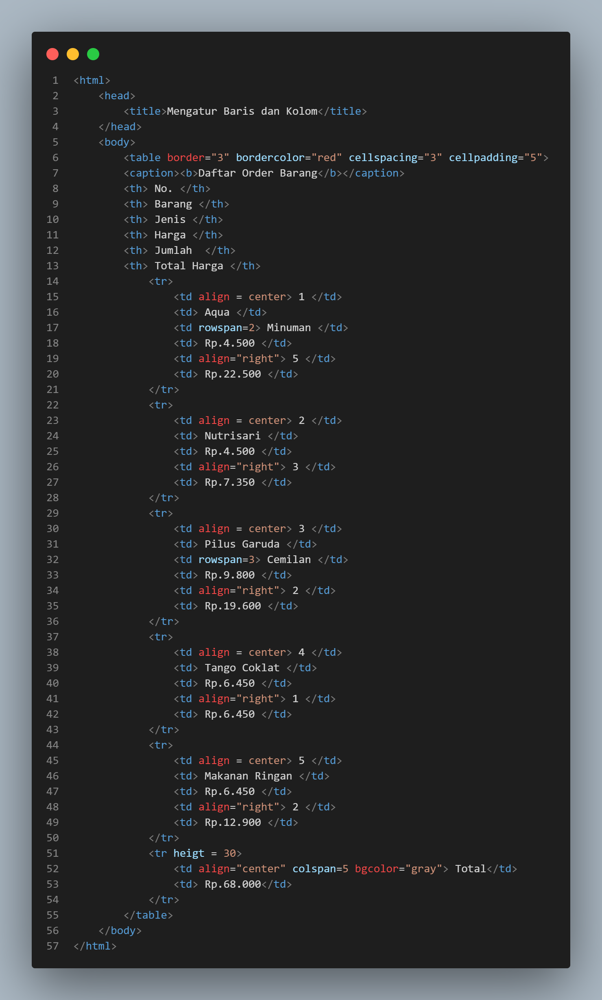 1 <html>
2     <head>
3         <title>Mengatur Baris dan Kolom</title>
4     </head>
5     <body>
6         <table border="3" bordercolor="red" cellspacing="3" cellpadding="5">
7         <caption><b>Daftar Order Barang</b></caption>
8         <th> No. </th>
9         <th> Barang </th>
10         <th> Jenis </th>
11         <th> Harga </th>
12         <th> Jumlah  </th>
13         <th> Total Harga </th>
14             <tr>
15                 <td align = center> 1 </td>
16                 <td> Aqua </td>
17                 <td rowspan=2> Minuman </td>
18                 <td> Rp.4.500 </td>
19                 <td align="right"> 5 </td>
20                 <td> Rp.22.500 </td>
21             </tr>
22             <tr>
23                 <td align = center> 2 </td>
24                 <td> Nutrisari </td>
25                 <td> Rp.4.500 </td>
26                 <td align="right"> 3 </td>
27                 <td> Rp.7.350 </td>
28             </tr>
29             <tr>
30                 <td align = center> 3 </td>
31                 <td> Pilus Garuda </td>
32                 <td rowspan=3> Cemilan </td>
33                 <td> Rp.9.800 </td>
34                 <td align="right"> 2 </td>
35                 <td> Rp.19.600 </td>
36             </tr>
37             <tr>
38                 <td align = center> 4 </td>
39                 <td> Tango Coklat </td>
40                 <td> Rp.6.450 </td>
41                 <td align="right"> 1 </td>
42                 <td> Rp.6.450 </td>
43             </tr>
44             <tr>
45                 <td align = center> 5 </td>
46                 <td> Makanan Ringan </td>
47                 <td> Rp.6.450 </td>
48                 <td align="right"> 2 </td>
49                 <td> Rp.12.900 </td>
50             </tr>
51             <tr heigt = 30>
52                 <td align="center" colspan=5 bgcolor="gray"> Total</td>
53                 <td> Rp.68.000</td>
54             </tr>
55         </table>
56     </body>
57 </html>